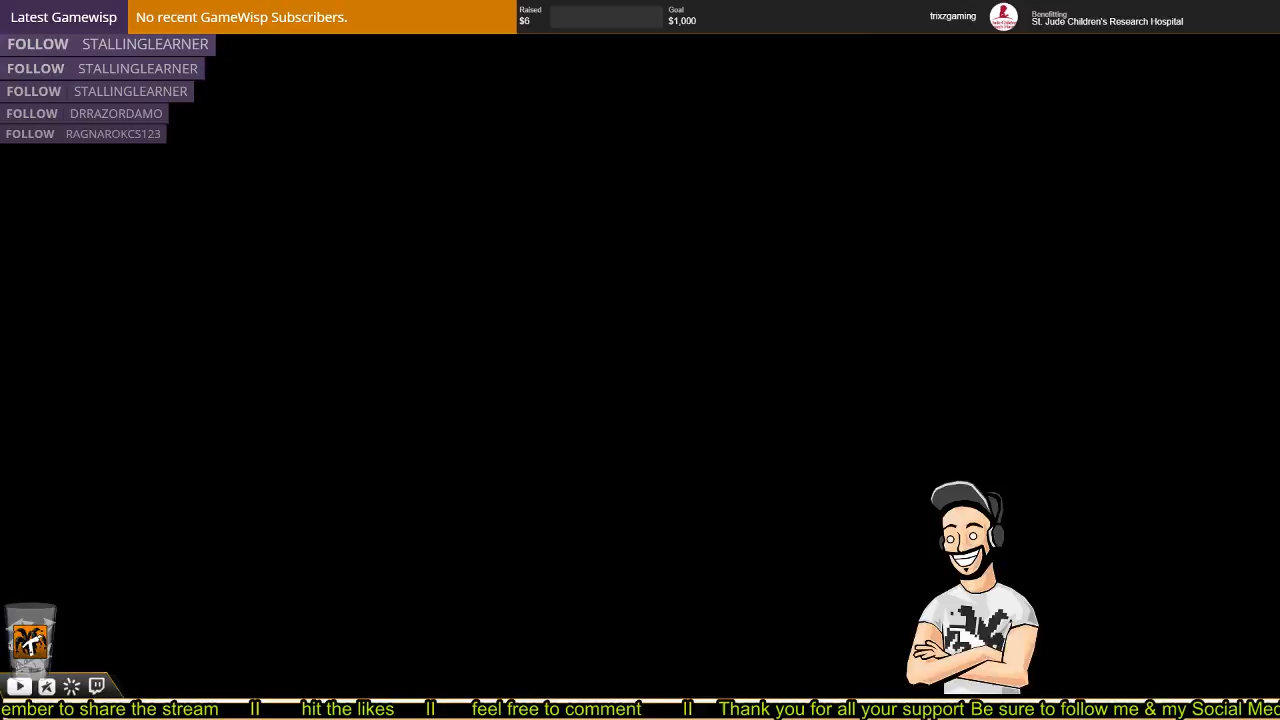 Latest Gamewisp
No recent GameWisp Subscribers.
Raised
$6
Goal
$1,000
trixzgaming
Benefitting
St. Jude Children's Research Hospital
FOLLOW STALLINGLEARNER
FOLLOW STALLINGLEARNER
FOLLOW STALLINGLEARNER
FOLLOW DRRAZORDAMO
FOLLOW RAGNAROKCS123
ember to share the stream II hit the likes II feel free to comment II Thank you for all your support Be sure to follow me & my Social Med